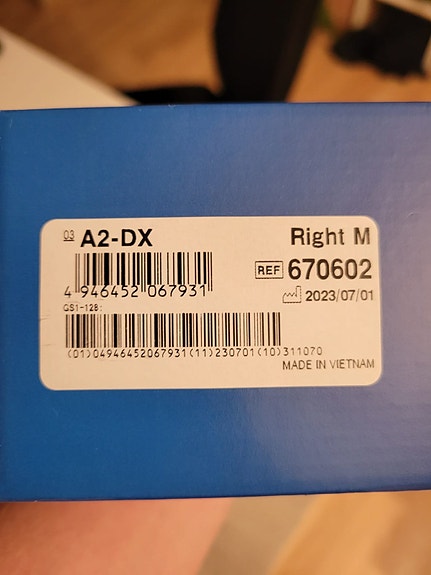 03 A2-DX Right M
4 946452 067931
REF 670602
2023/07/01
GS1-128:
(01)04946452067931(11)230701(10)311070
MADE IN VIETNAM